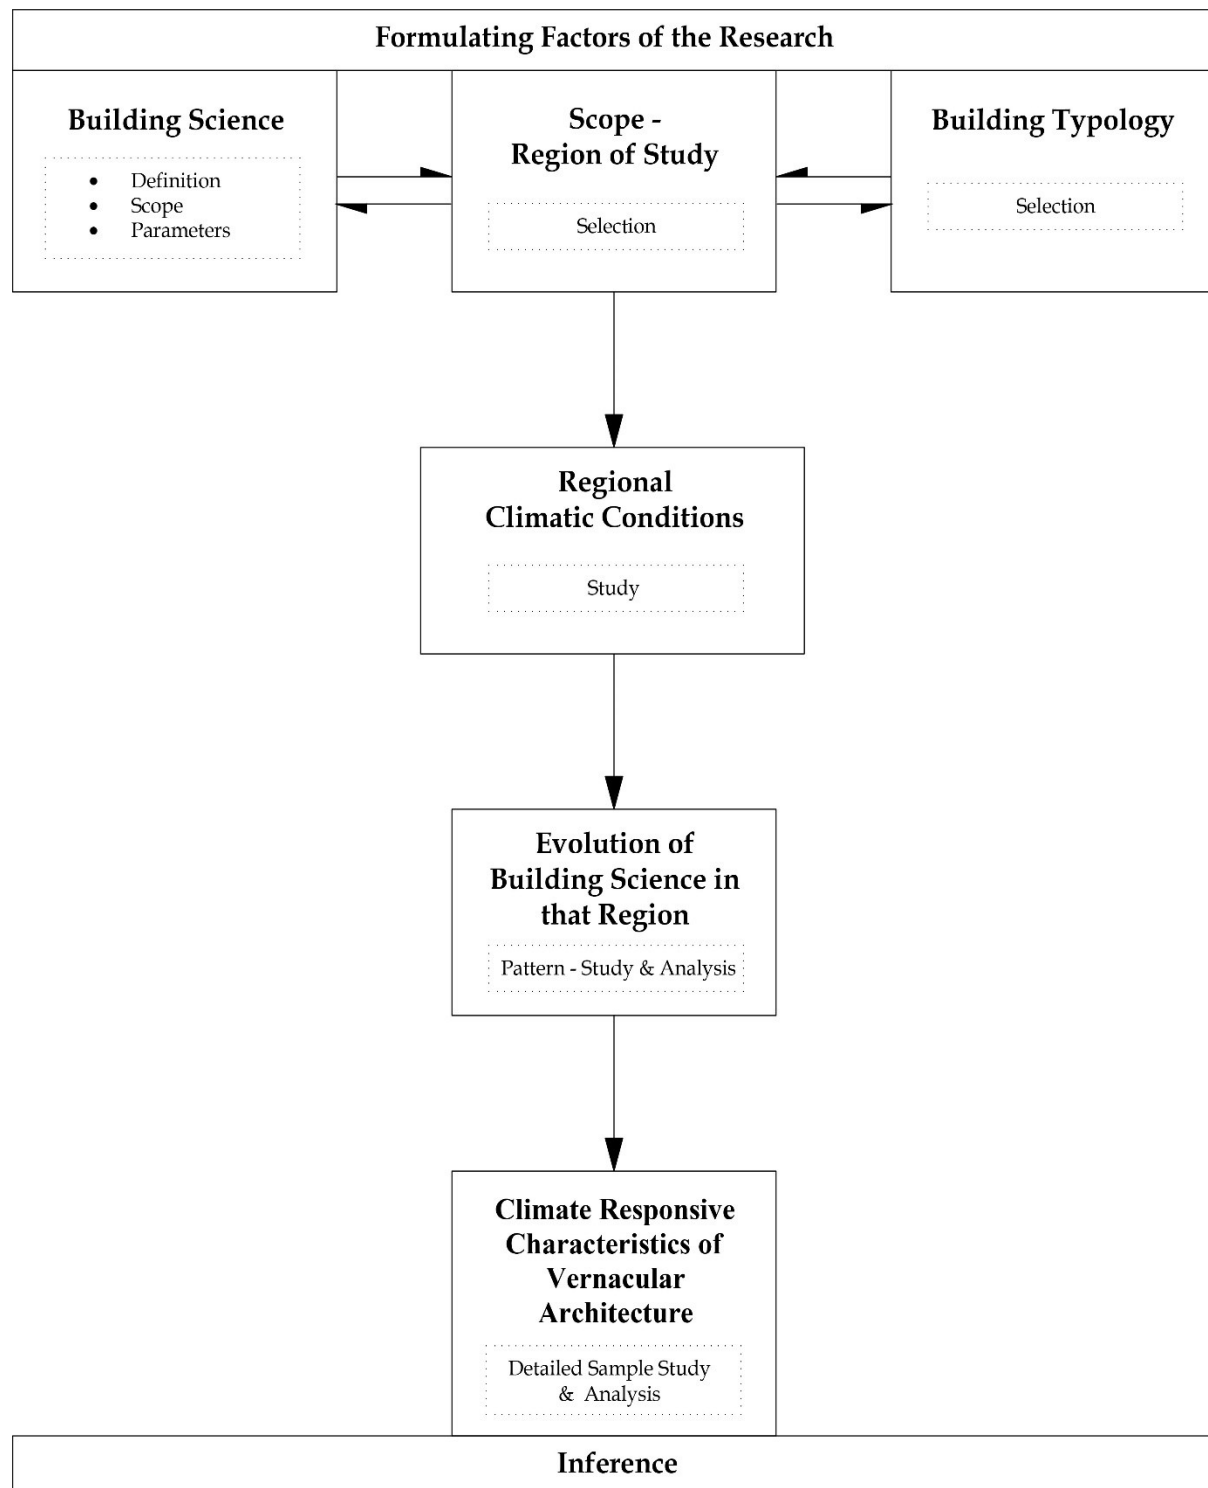 Formulating Factors of the Research
Building Science
• Definition
• Scope
• Parameters
Scope -
Region of Study
Selection
Building Typology
Selection
Regional
Climatic Conditions
Study
Evolution of
Building Science in
that Region
Pattern - Study & Analysis
Climate Responsive
Characteristics of
Vernacular
Architecture
Detailed Sample Study
& Analysis
Inference